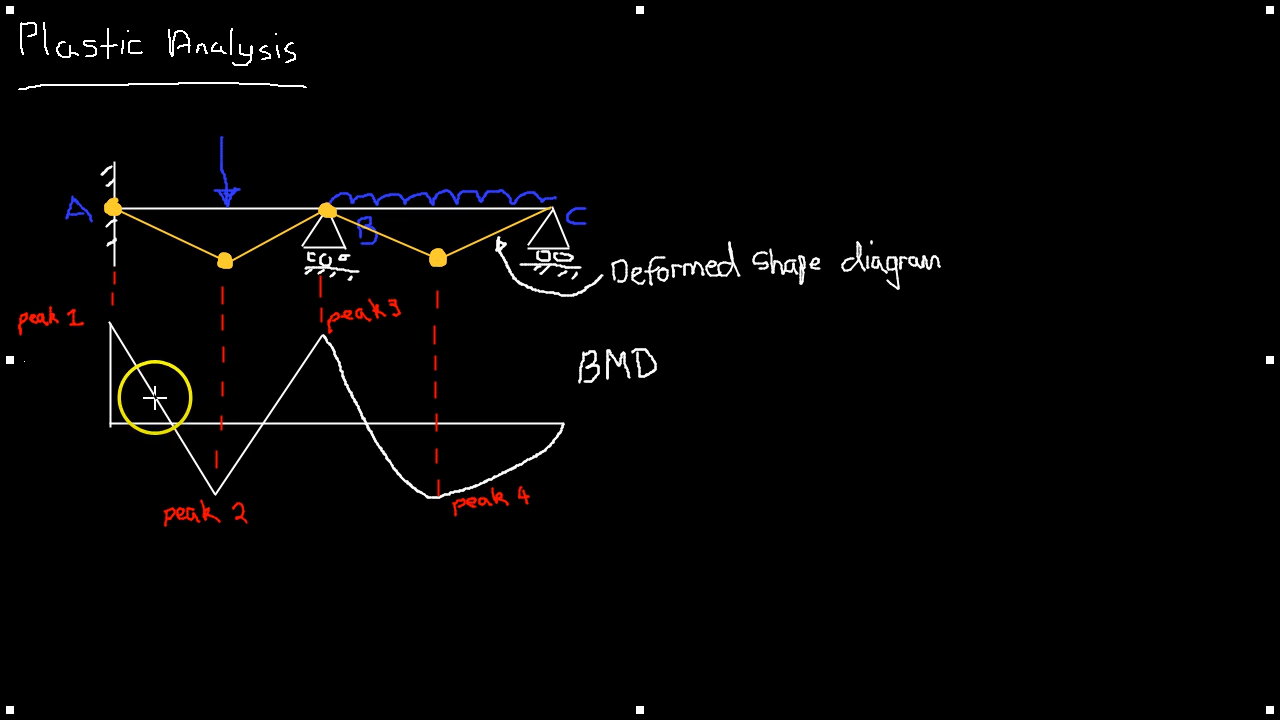 Plastic Analysis
A
B
C
Deformed shape diagram
peak 1
peak 3
BMD
peak 2
peak 4